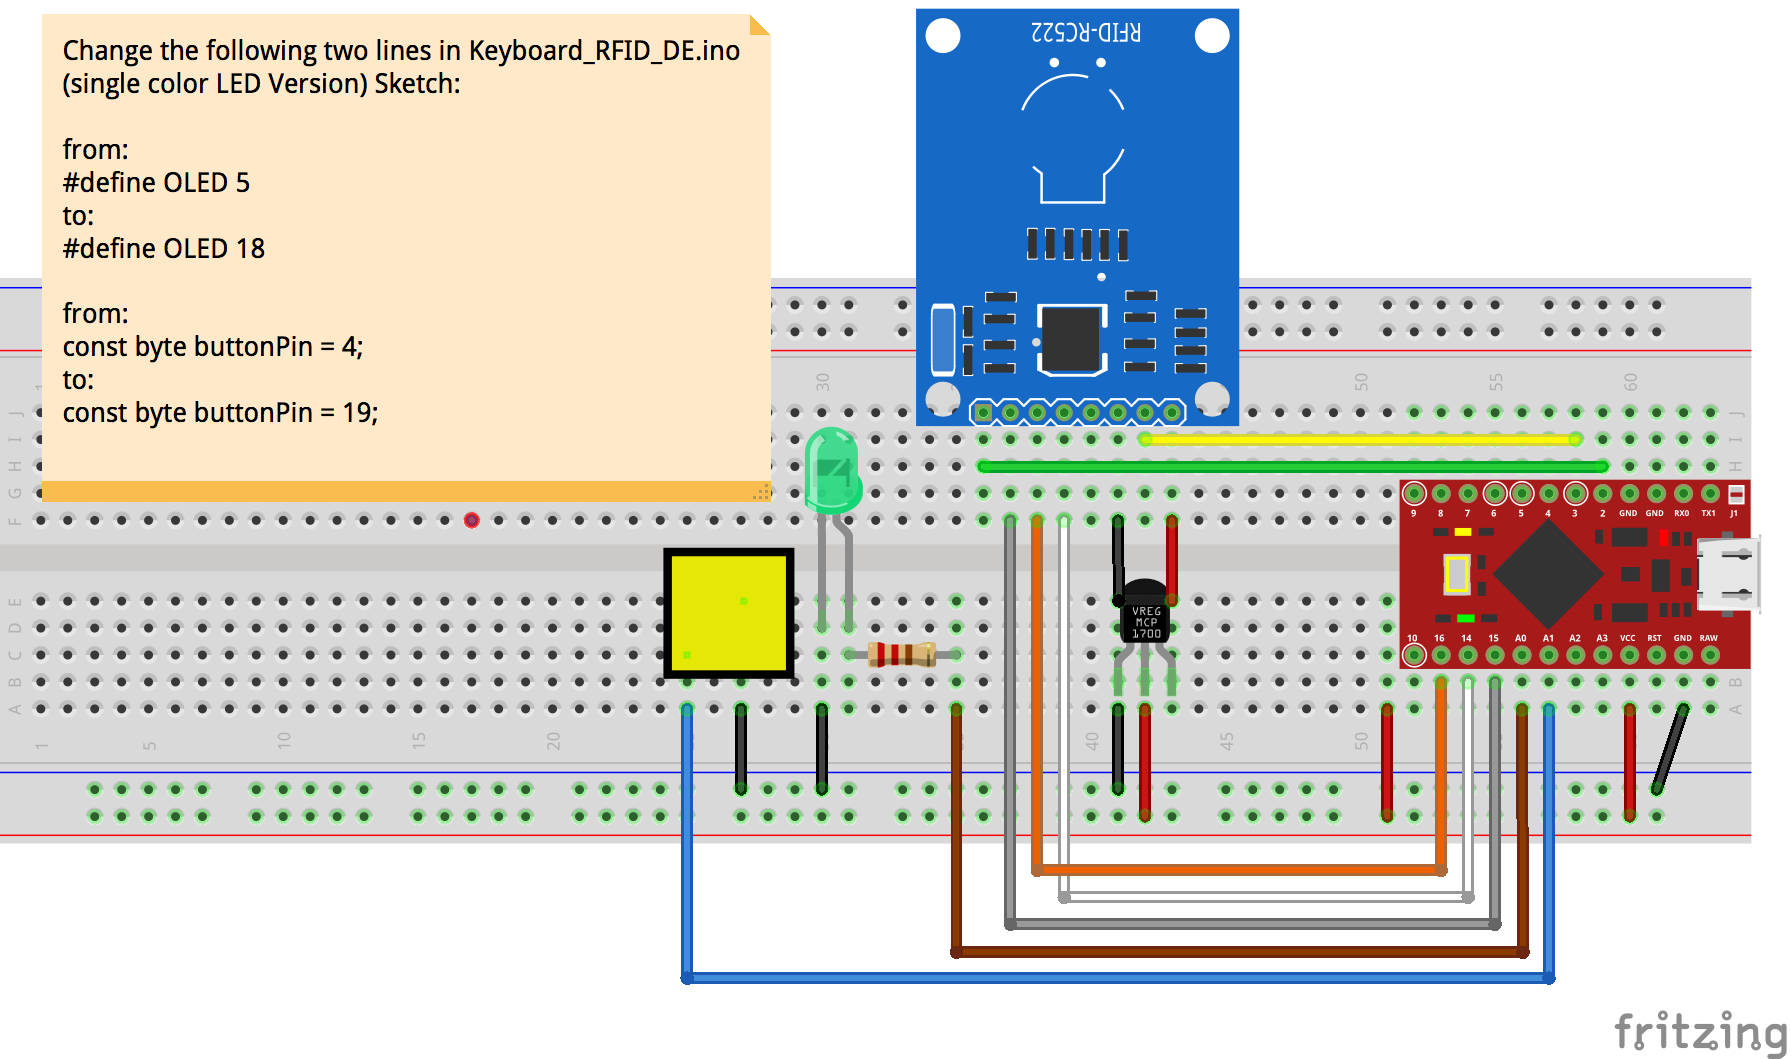 Change the following two lines in Keyboard_RFID_DE.ino
(single color LED Version) Sketch:
from:
#define OLED 5
to:
#define OLED 18
from:
const byte buttonPin = 4;
to:
const byte buttonPin = 19;
RFID-RC522
1 30 50 55 60
J J
I I
H H
G
F
9 8 7 6 5 4 3 2 GND GND RX0 TX1 J1
VREG
MCP
1700
10 16 14 15 A0 A1 A2 A3 VCC RST GND RAW
E
D
C
B B
A A
1 5 10 15 20 40 45 50
fritzing